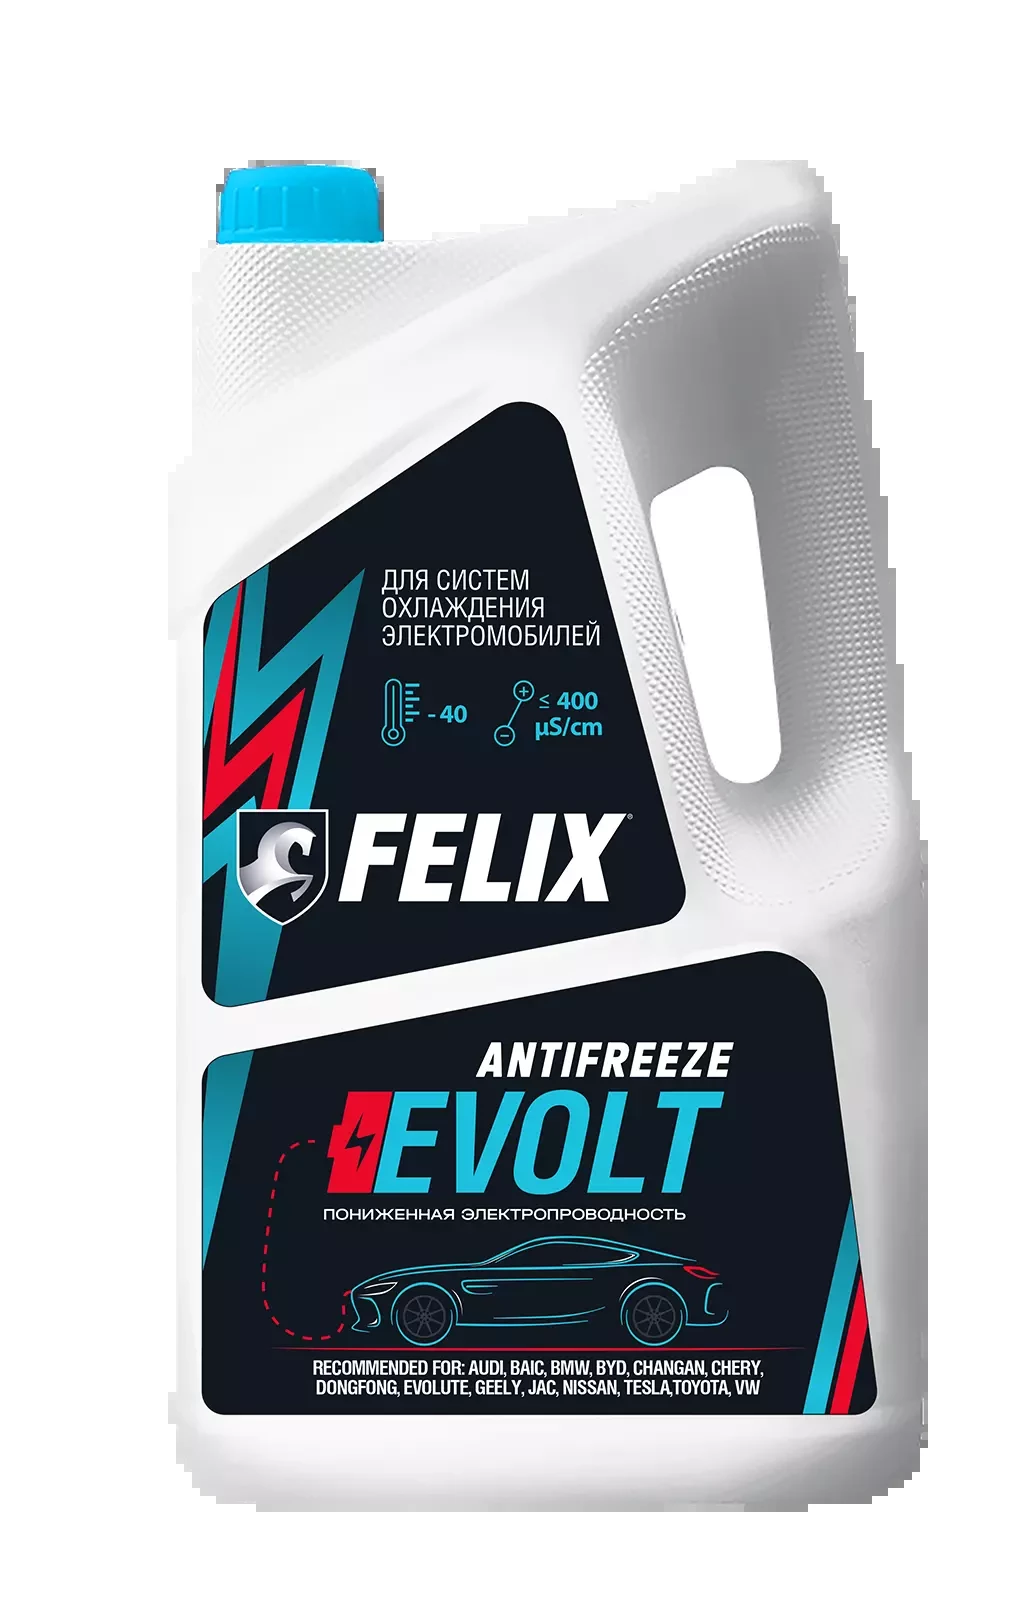 ДЛЯ СИСТЕМ
ОХЛАЖДЕНИЯ
ЭЛЕКТРОМОБИЛЕЙ
-40
≤ 400
µS/cm
FELIX®
ANTIFREEZE
EVOLT
ПОНИЖЕННАЯ ЭЛЕКТРОПРОВОДНОСТЬ
RECOMMENDED FOR: AUDI, BAIC, BMW, BYD, CHANGAN, CHERY,
DONGFONG, EVOLUTE, GEELY, JAC, NISSAN, TESLA,TOYOTA, VW